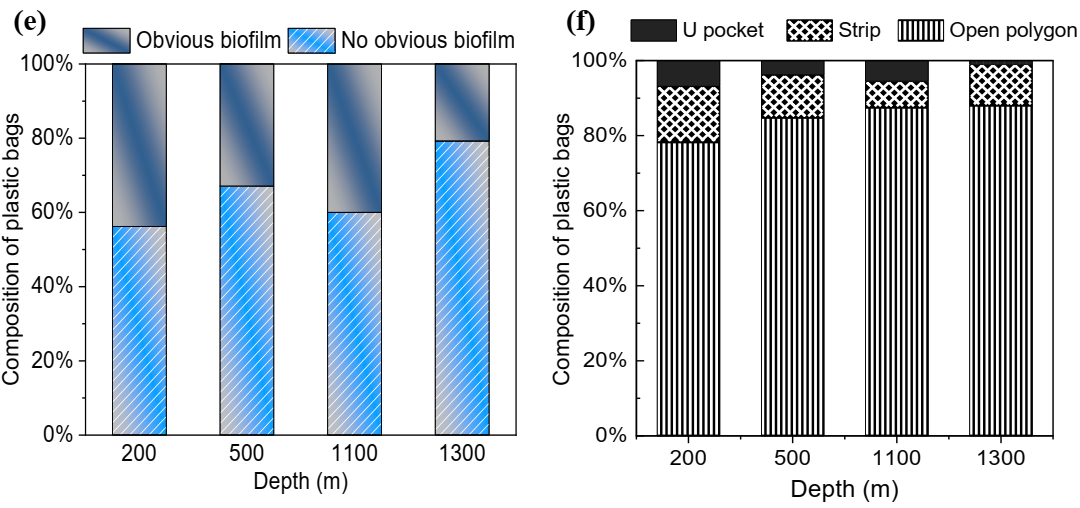 (e)
Obvious biofilm No obvious biofilm
Composition of plastic bags
100%
80%
60%
40%
20%
0%
200 500 1100 1300
Depth (m)
(f)
U pocket Strip Open polygon
Composition of plastic bags
100%
80%
60%
40%
20%
0%
200 500 1100 1300
Depth (m)